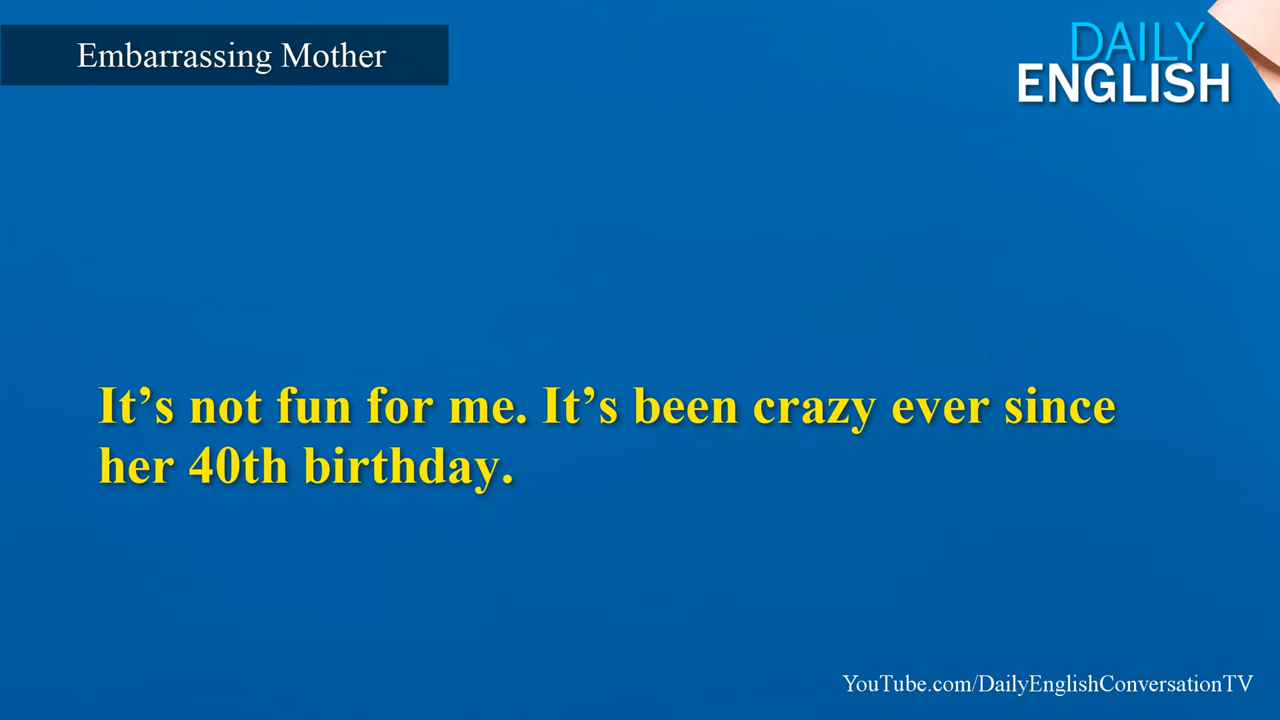 Embarrassing Mother
DAILY
ENGLISH
It’s not fun for me. It’s been crazy ever since
her 40th birthday.
YouTube.com/DailyEnglishConversationTV